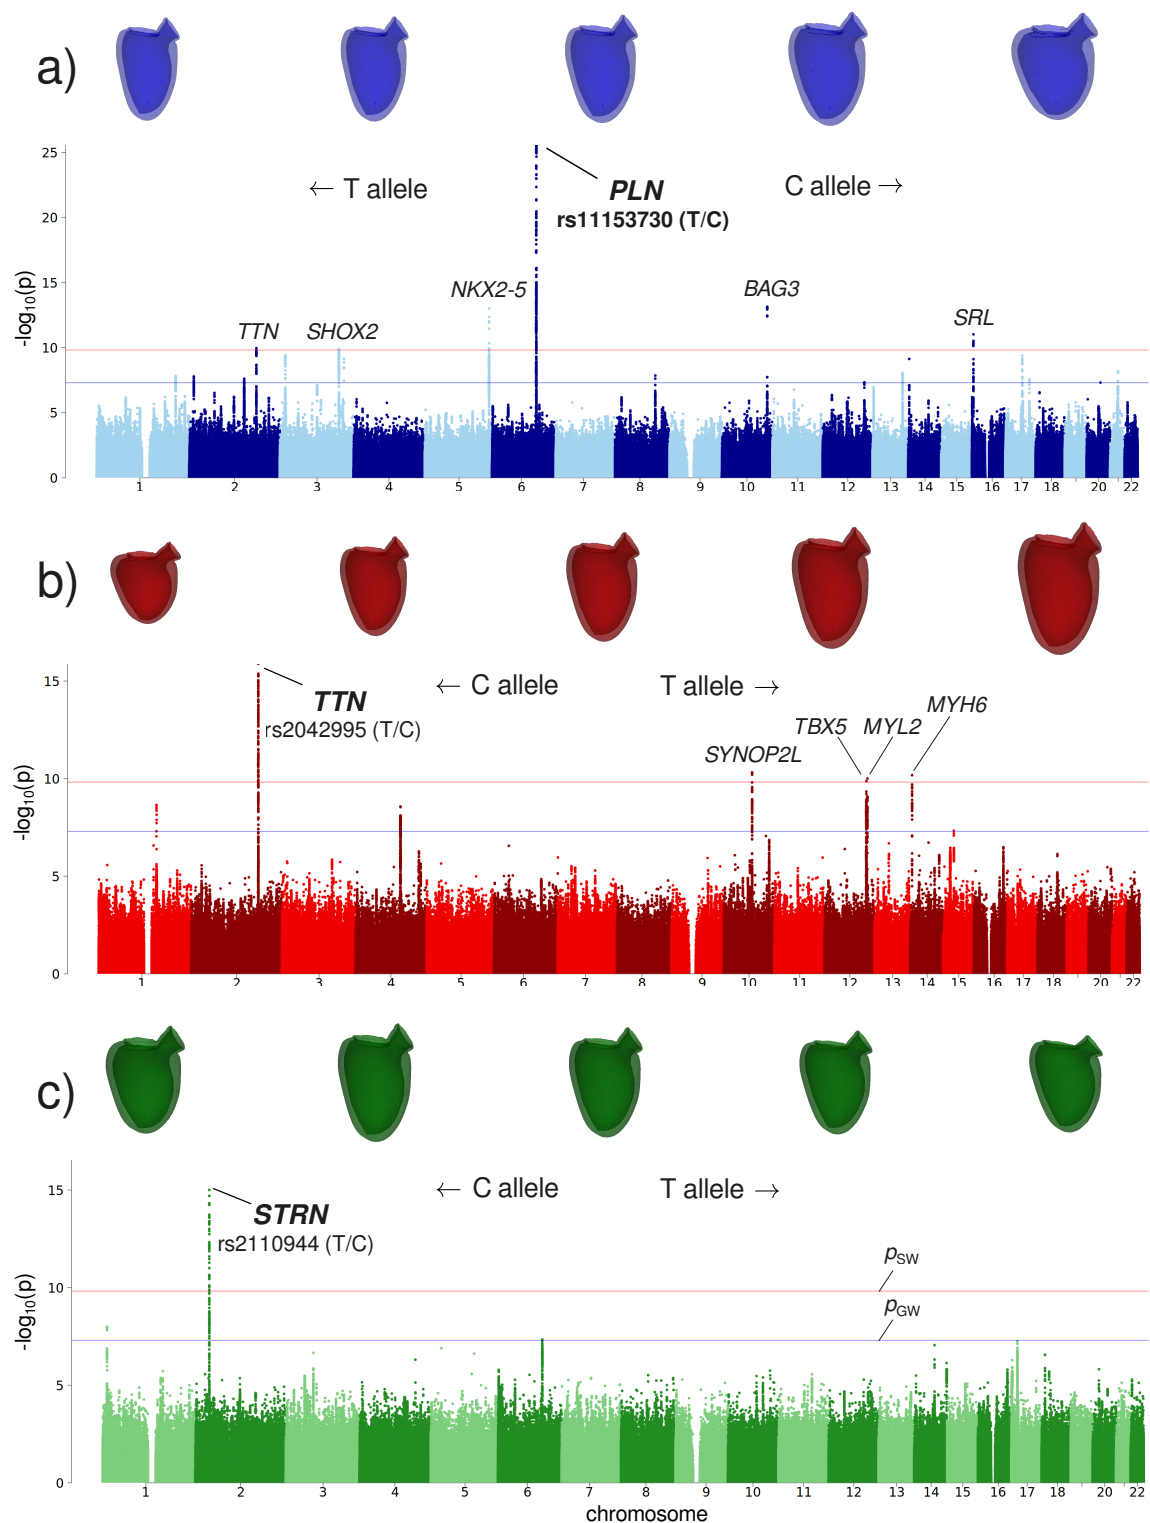 a)
← T allele
C allele →
PLN
rs11153730 (T/C)
NKX2-5
BAG3
TTN
SHOX2
SRL
-log10(p)
25
20
15
10
5
0
1 2 3 4 5 6 7 8 9 10 11 12 13 14 15 16 17 18 20 22
b)
← C allele
T allele →
TTN
rs2042995 (T/C)
SYNOP2L
TBX5
MYL2
MYH6
-log10(p)
15
10
5
0
1 2 3 4 5 6 7 8 9 10 11 12 13 14 15 16 17 18 20 22
c)
← C allele
T allele →
STRN
rs2110944 (T/C)
pSW
pGW
-log10(p)
15
10
5
0
1 2 3 4 5 6 7 8 9 10 11 12 13 14 15 16 17 18 20 22
chromosome